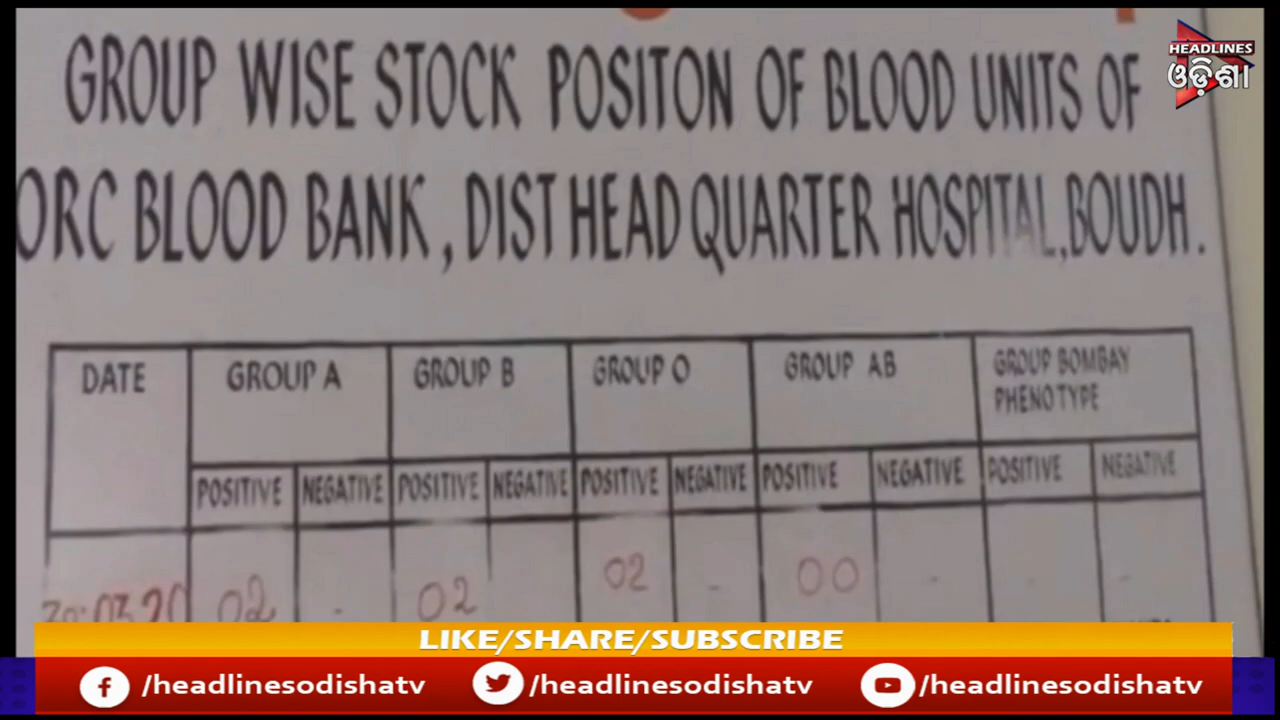 HEADLINES
ଓଡ଼ିଶା
GROUP WISE STOCK POSITON OF BLOOD UNITS OF
ORC BLOOD BANK, DIST HEAD QUARTER HOSPITAL, BOUDH.
DATE GROUP A GROUP B GROUP O GROUP AB GROUP BOMBAY
PHENOTYPE
POSITIVE NEGATIVE POSITIVE NEGATIVE POSITIVE NEGATIVE POSITIVE NEGATIVE POSITIVE NEGATIVE
02 - 02 02 - 00 - - -
LIKE/SHARE/SUBSCRIBE
/headlinesodishatv /headlinesodishatv /headlinesodishatv